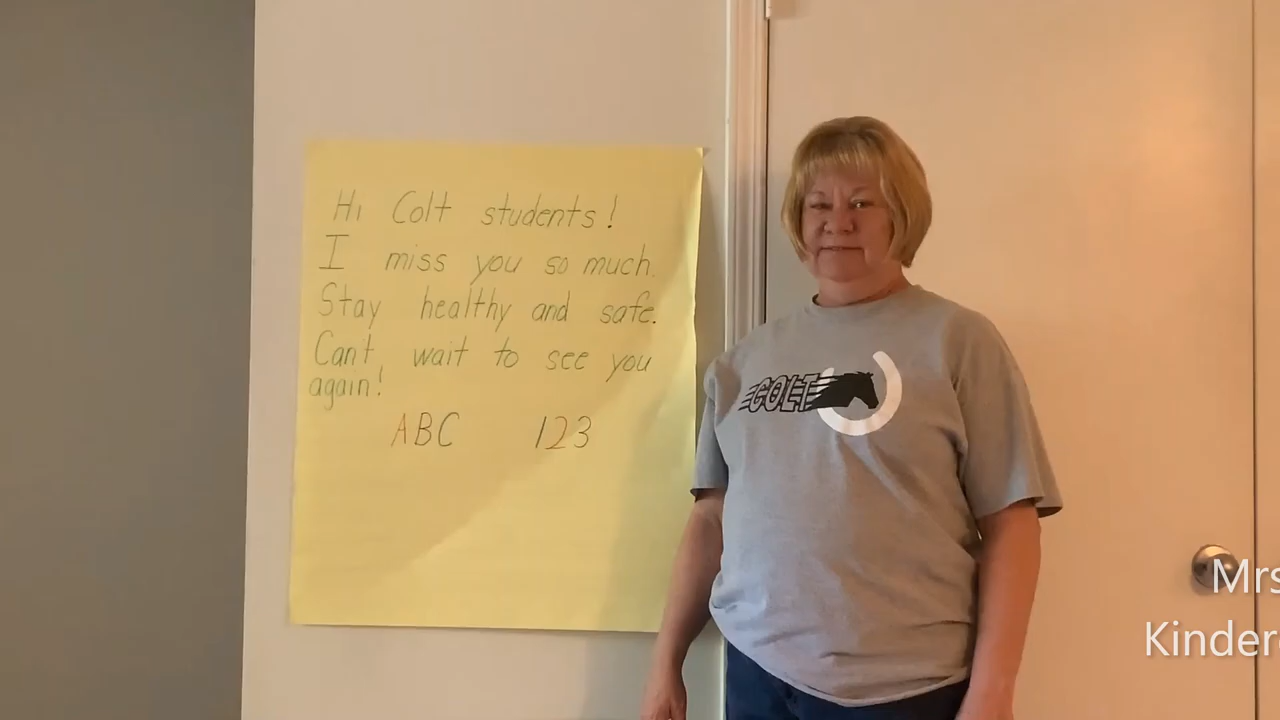 Hi Colt students!
I miss you so much.
Stay healthy and safe.
Can't wait to see you
again!
ABC 123
COLT
Mrs
Kinder